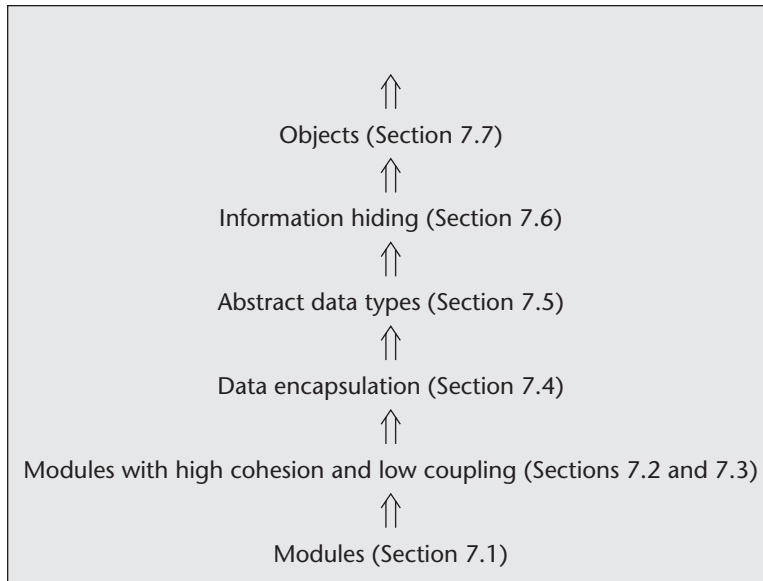 Objects (Section 7.7)
Information hiding (Section 7.6)
Abstract data types (Section 7.5)
Data encapsulation (Section 7.4)
Modules with high cohesion and low coupling (Sections 7.2 and 7.3)
Modules (Section 7.1)